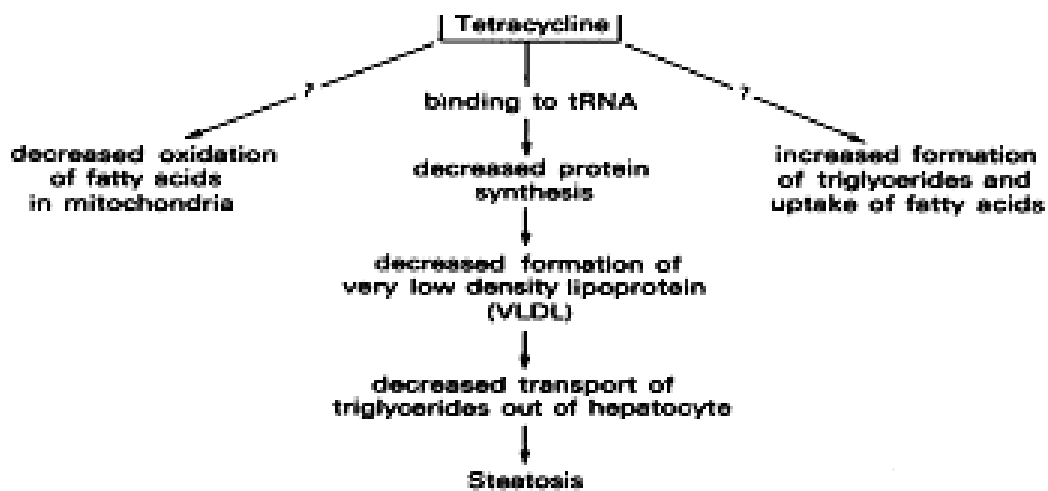 Tetracycline
?
?
binding to tRNA
decreased oxidation
of fatty acids
in mitochondria
decreased protein
synthesis
increased formation
of triglycerides and
uptake of fatty acids
decreased formation of
very low density lipoprotein
(VLDL)
decreased transport of
triglycerides out of hepatocyte
Steatosis